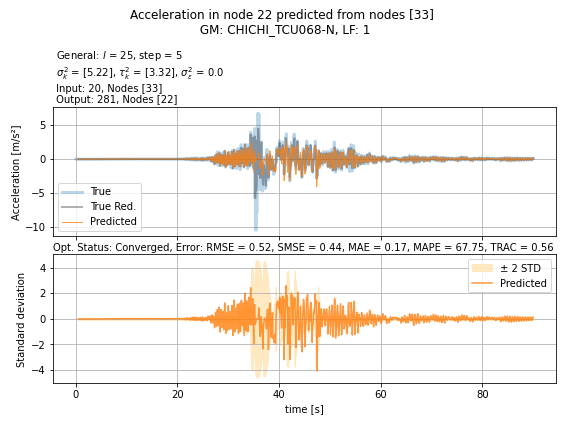 Acceleration in node 22 predicted from nodes [33]
GM: CHICHI_TCU068-N, LF: 1
General: l = 25, step = 5
σ²ₖ = [5.22], τ²ₖ = [3.32], σ²ε = 0.0
Input: 20, Nodes [33]
Output: 281, Nodes [22]
Acceleration [m/s²]
5
0
−5
−10
True
True Red.
Predicted
Opt. Status: Converged, Error: RMSE = 0.52, SMSE = 0.44, MAE = 0.17, MAPE = 67.75, TRAC = 0.56
Standard deviation
4
2
0
−2
−4
± 2 STD
Predicted
0 20 40 60 80
time [s]